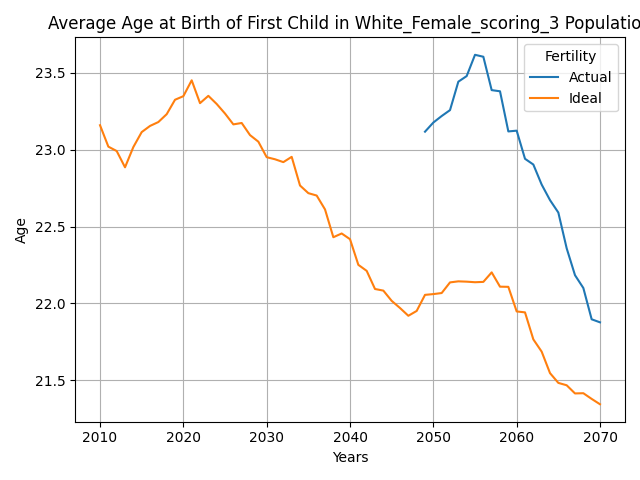 Average Age at Birth of First Child in White_Female_scoring_3 Populatio
Fertility
Actual
Ideal
23.5
23.0
22.5
22.0
21.5
Age
2010 2020 2030 2040 2050 2060 2070
Years